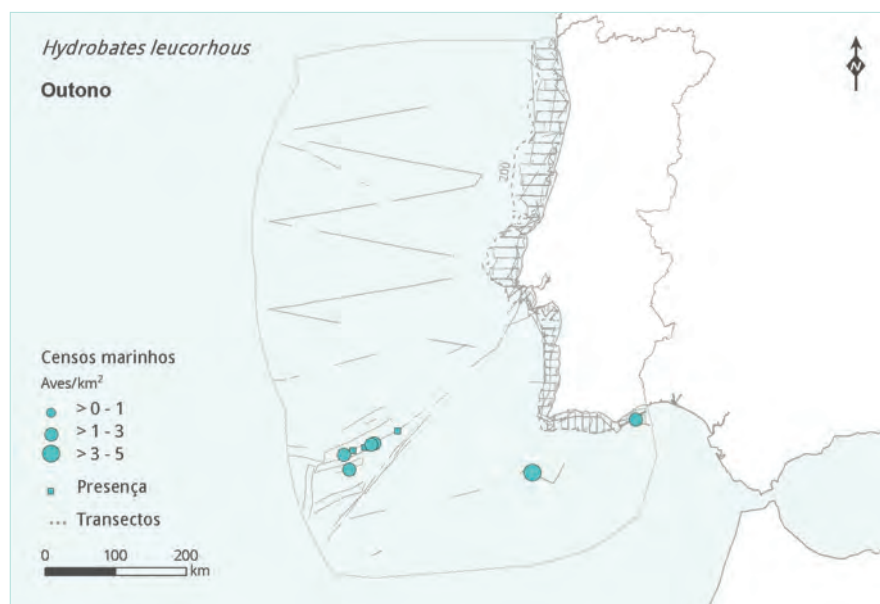 Hydrobates leucorhous
Outono
N
200
Censos marinhos
Aves/km²
> 0 - 1
> 1 - 3
> 3 - 5
Presença
Transectos
0 100 200
km